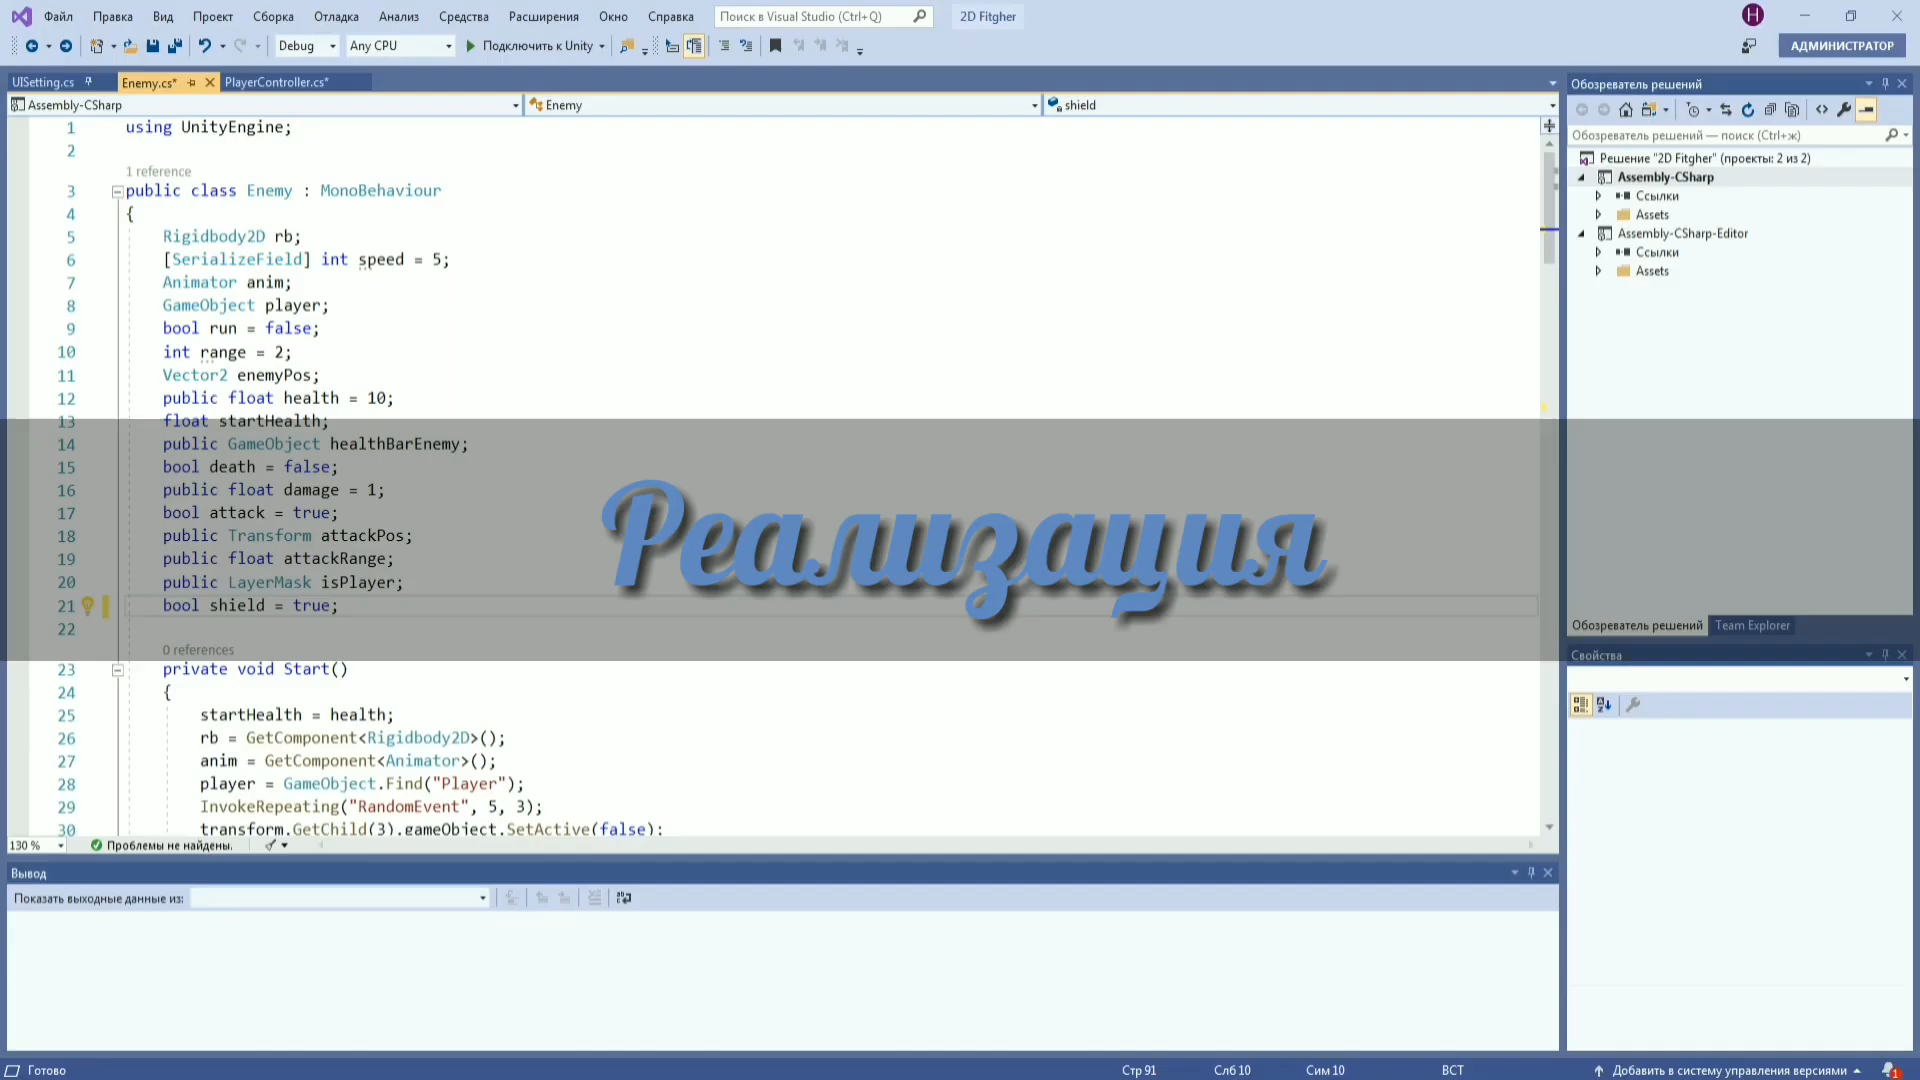 Файл Правка Вид Проект Сборка Отладка Анализ Средства Расширения Окно Справка Поиск в Visual Studio (Ctrl+Q) 2D Fitgher H
Debug Any CPU Подключить к Unity АДМИНИСТРАТОР
UISetting.cs Enemy.cs* PlayerController.cs*
Assembly-CSharp Enemy shield
1 using UnityEngine;
2
1 reference
3 public class Enemy : MonoBehaviour
4 {
5 Rigidbody2D rb;
6 [SerializeField] int speed = 5;
7 Animator anim;
8 GameObject player;
9 bool run = false;
10 int range = 2;
11 Vector2 enemyPos;
12 public float health = 10;
13 float startHealth;
14 public GameObject healthBarEnemy;
15 bool death = false;
16 public float damage = 1;
17 bool attack = true;
18 public Transform attackPos;
19 public float attackRange;
20 public LayerMask isPlayer;
21 bool shield = true;
22
0 references
23 private void Start()
24 {
25 startHealth = health;
26 rb = GetComponent<Rigidbody2D>();
27 anim = GetComponent<Animator>();
28 player = GameObject.Find("Player");
29 InvokeRepeating("RandomEvent", 5, 3);
30 transform.GetChild(3).gameObject.SetActive(false);
Реализация
130 % Проблемы не найдены.
Вывод
Показать выходные данные из:
Обозреватель решений
Обозреватель решений — поиск (Ctrl+ж)
Решение "2D Fitgher" (проекты: 2 из 2)
Assembly-CSharp
Ссылки
Assets
Assembly-CSharp-Editor
Ссылки
Assets
Обозреватель решений Team Explorer
Свойства
Готово Стр 91 Слб 10 Сим 10 ВСТ Добавить в систему управления версиями 1